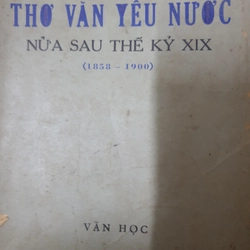 THƠ VĂN YÊU NƯỚC
NỬA SAU THẾ KỶ XIX
(1858 - 1900)
VĂN HỌC